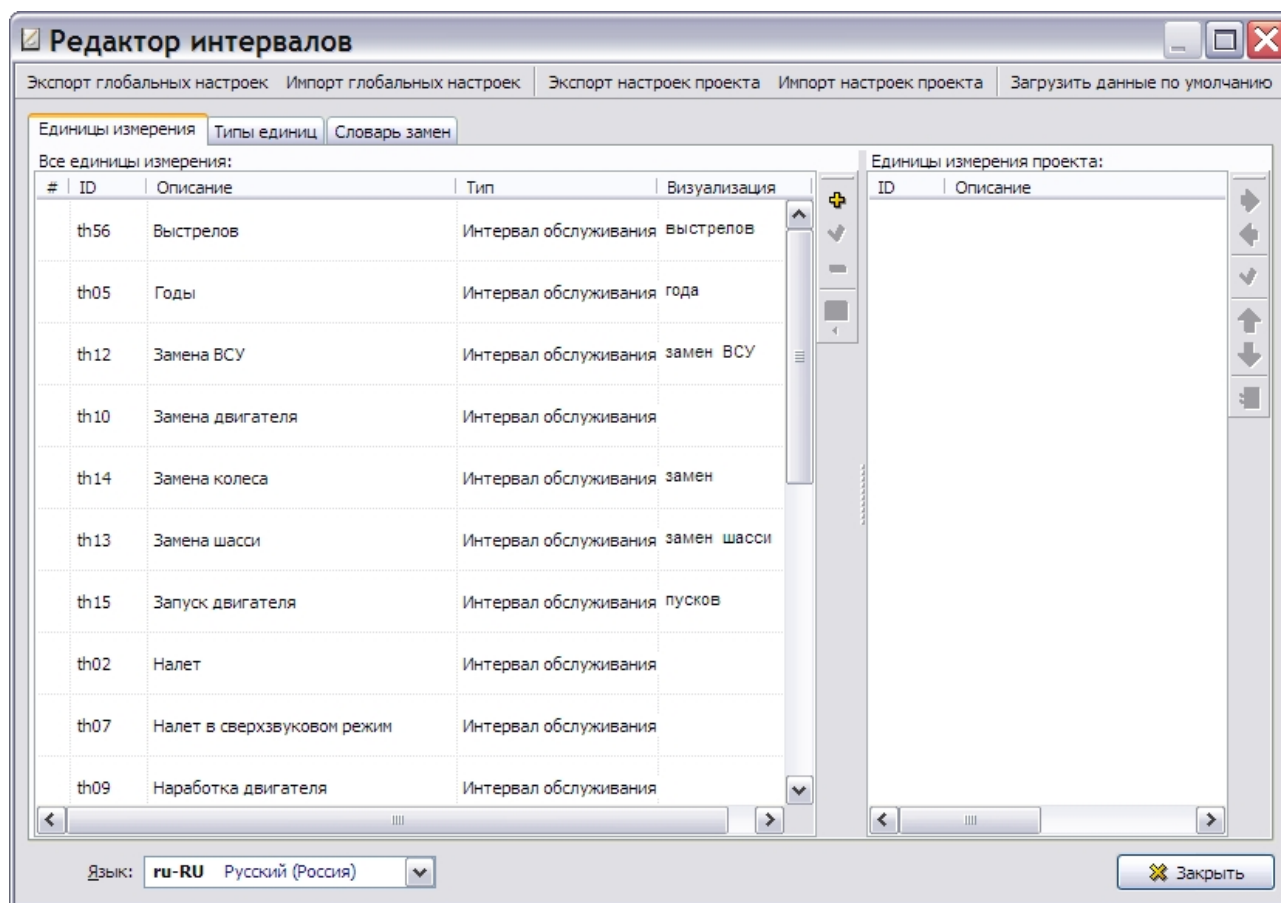 Редактор интервалов
Экспорт глобальных настроек Импорт глобальных настроек Экспорт настроек проекта Импорт настроек проекта Загрузить данные по умолчанию
Единицы измерения Типы единиц Словарь замен
Все единицы измерения: Единицы измерения проекта:
# ID Описание Тип Визуализация ID Описание
th56 Выстрелов Интервал обслуживания выстрелов
th05 Годы Интервал обслуживания года
th12 Замена ВСУ Интервал обслуживания замен ВСУ
th10 Замена двигателя Интервал обслуживания
th14 Замена колеса Интервал обслуживания замен
th13 Замена шасси Интервал обслуживания замен шасси
th15 Запуск двигателя Интервал обслуживания пусков
th02 Налет Интервал обслуживания
th07 Налет в сверхзвуковом режим Интервал обслуживания
th09 Наработка двигателя Интервал обслуживания
Язык: ru-RU Русский (Россия) Закрыть